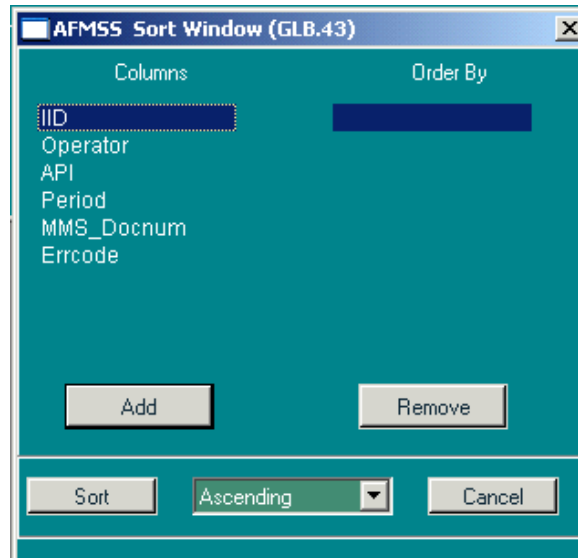 AFMSS Sort Window (GLB.43)
Columns Order By
IID
Operator
API
Period
MMS_Docnum
Errcode
Add Remove
Sort Ascending Cancel